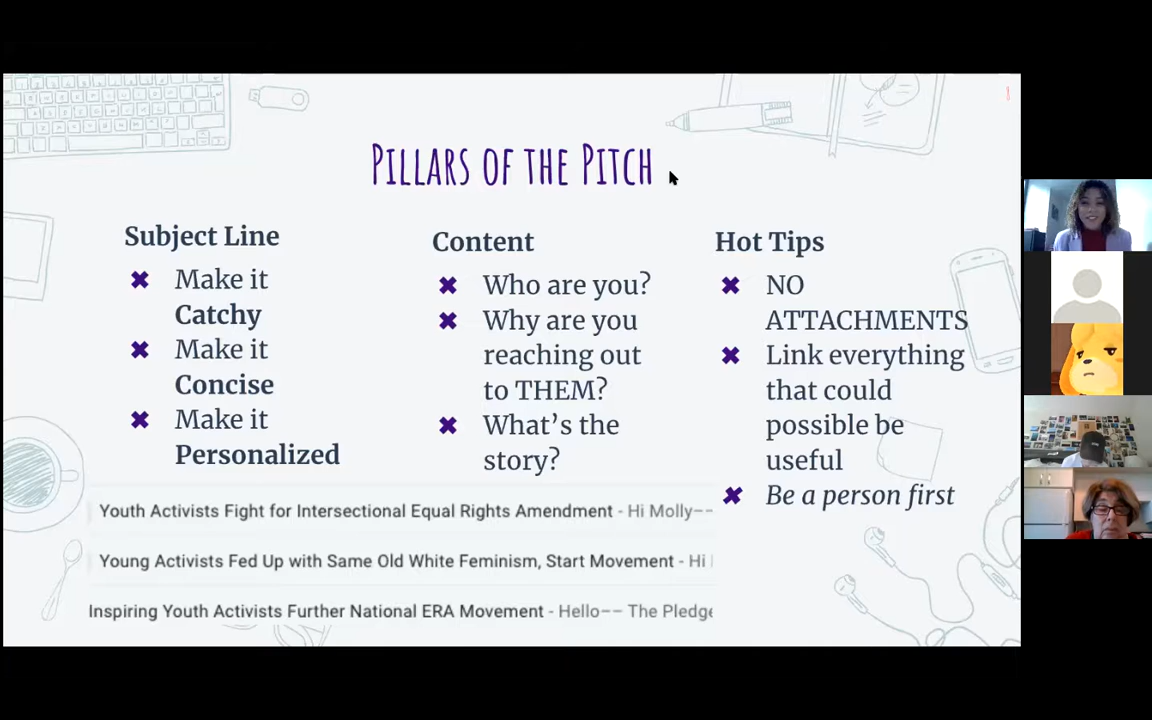 Pillars of the Pitch
Subject Line
Make it
Catchy
Make it
Concise
Make it
Personalized
Content
Who are you?
Why are you
reaching out
to THEM?
What's the
story?
Hot Tips
NO
ATTACHMENTS
Link everything
that could
possible be
useful
Be a person first
Youth Activists Fight for Intersectional Equal Rights Amendment - Hi Molly––
Young Activists Fed Up with Same Old White Feminism, Start Movement - Hi
Inspiring Youth Activists Further National ERA Movement - Hello–– The Pledge